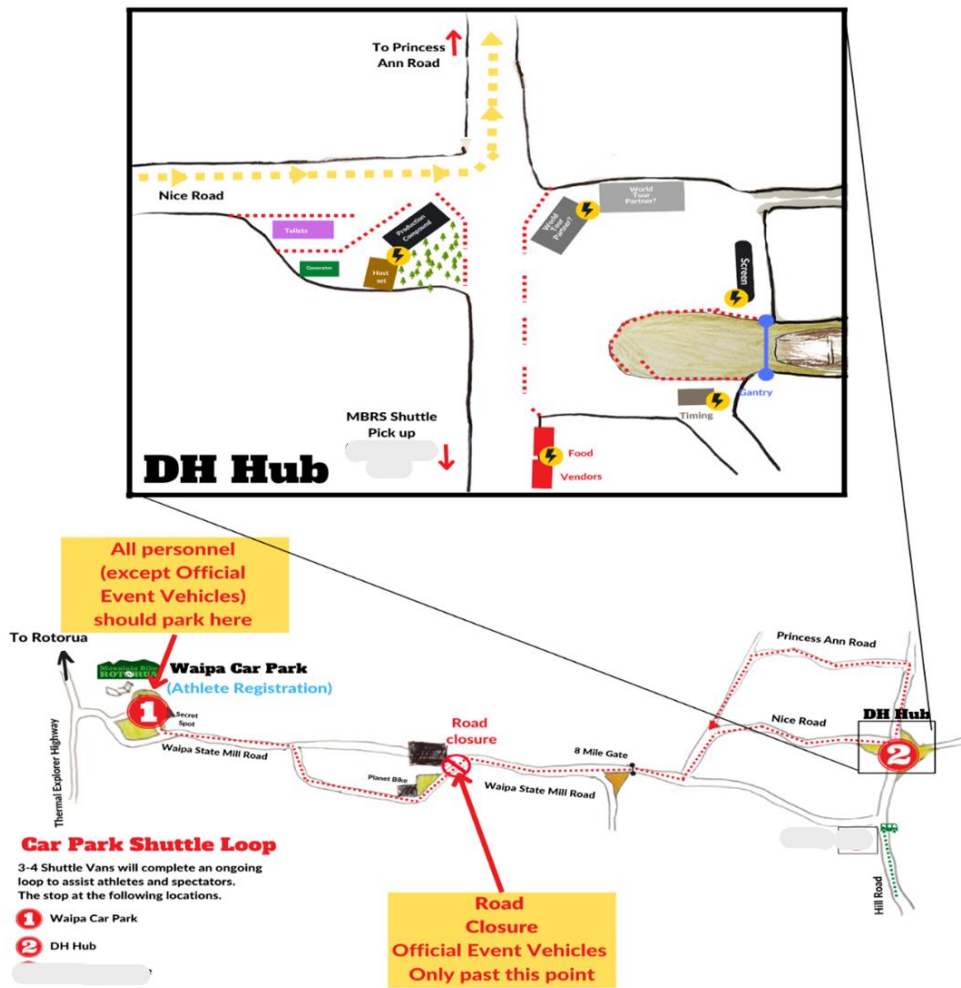 To Princess
Ann Road
Nice Road
Toilets
Generator
Production
Compound
Host
set
World
Tour
Partner?
World
Tour
Partner?
Screen
Gantry
Timing
MBRS Shuttle
Pick up
Food
Vendors
DH Hub
All personnel
(except Official
Event Vehicles)
should park here
To Rotorua
Mountain Bike
ROTORUA
Waipa Car Park
(Athlete Registration)
1
Secret
Spot
Thermal Explorer Highway
Waipa State Mill Road
Planet Bike
Road
closure
8 Mile Gate
Waipa State Mill Road
Princess Ann Road
Nice Road
DH Hub
2
Hill Road
Car Park Shuttle Loop
3-4 Shuttle Vans will complete an ongoing
loop to assist athletes and spectators.
The stop at the following locations.
1 Waipa Car Park
2 DH Hub
Road
Closure
Official Event Vehicles
Only past this point